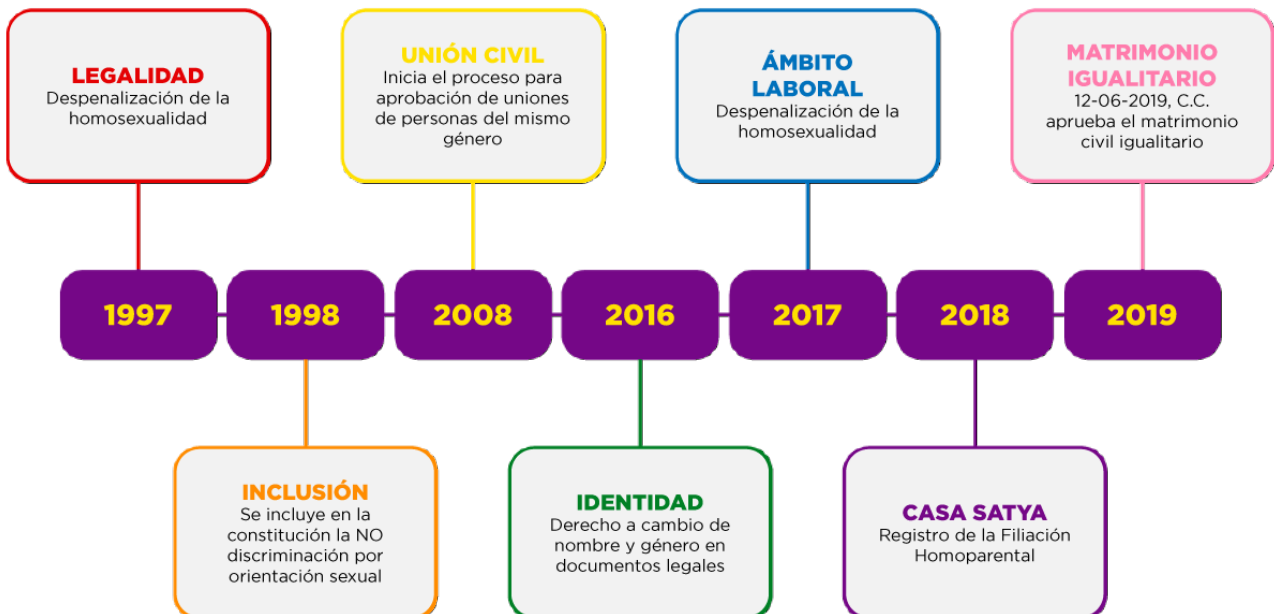 LEGALIDAD
Despenalización de la
homosexualidad
UNIÓN CIVIL
Inicia el proceso para
aprobación de uniones
de personas del mismo
género
ÁMBITO
LABORAL
Despenalización de la
homosexualidad
MATRIMONIO
IGUALITARIO
12-06-2019, C.C.
aprueba el matrimonio
civil igualitario
1997
1998
2008
2016
2017
2018
2019
INCLUSIÓN
Se incluye en la
constitución la NO
discriminación por
orientación sexual
IDENTIDAD
Derecho a cambio de
nombre y género en
documentos legales
CASA SATYA
Registro de la Filiación
Homoparental